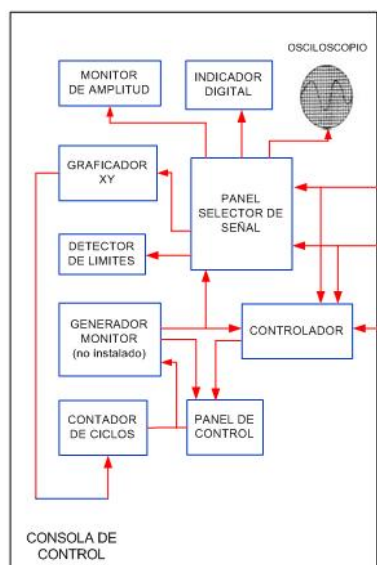 OSCILOSCOPIO
MONITOR
DE AMPLITUD
INDICADOR
DIGITAL
GRAFICADOR
XY
PANEL
SELECTOR DE
SEÑAL
DETECTOR
DE LIMITES
GENERADOR
MONITOR
(no instalado)
CONTROLADOR
CONTADOR
DE CICLOS
PANEL DE
CONTROL
CONSOLA DE
CONTROL